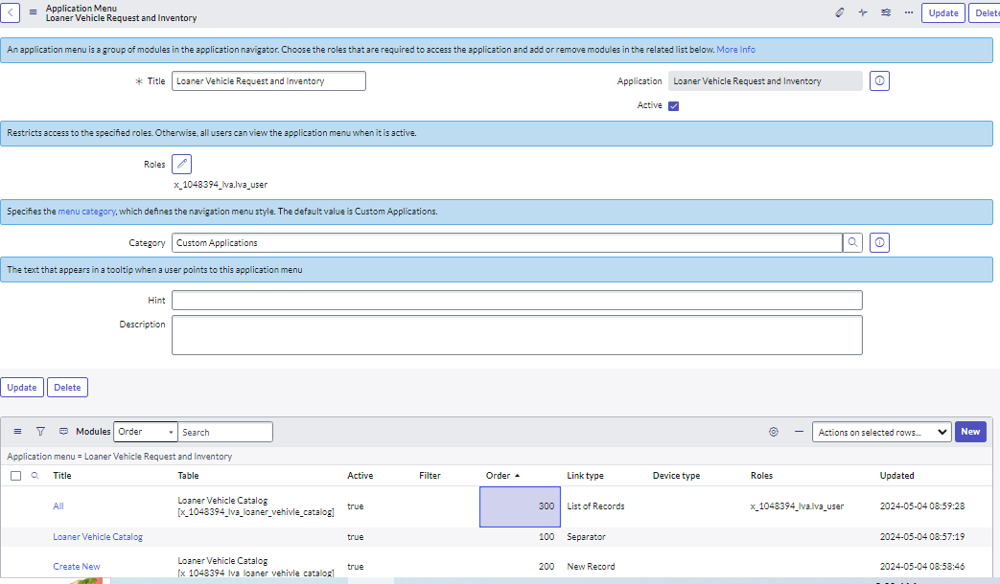 Application Menu
Loaner Vehicle Request and Inventory
Update
Delete
An application menu is a group of modules in the application navigator. Choose the roles that are required to access the application and add or remove modules in the related list below. More Info
Title
Loaner Vehicle Request and Inventory
Application
Loaner Vehicle Request and Inventory
Active
Restricts access to the specified roles. Otherwise, all users can view the application menu when it is active.
Roles
x_1048394_lva.lva_user
Specifies the menu category, which defines the navigation menu style. The default value is Custom Applications.
Category
Custom Applications
The text that appears in a tooltip when a user points to this application menu
Hint
Description
Update
Delete
Modules
Order
Search
Actions on selected rows...
New
Application menu = Loaner Vehicle Request and Inventory
Title Table Active Filter Order Link type Device type Roles Updated
All Loaner Vehicle Catalog [x_1048394_lva_loaner_vehivle_catalog] true 300 List of Records x_1048394_lva.lva_user 2024-05-04 08:59:28
Loaner Vehicle Catalog true 100 Separator 2024-05-04 08:57:19
Create New Loaner Vehicle Catalog [x_1048394_lva_loaner_vehivle_catalog] true 200 New Record 2024-05-04 08:58:46